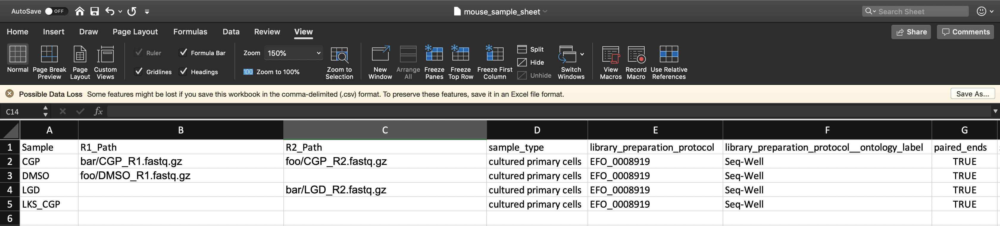 AutoSave OFF mouse_sample_sheet Search Sheet
Home Insert Draw Page Layout Formulas Data Review View Share Comments
Ruler Formula Bar Zoom 150% Split
Hide
Normal Page Break Preview Page Layout Custom Views Gridlines Headings 100 Zoom to 100% Zoom to Selection New Window Arrange All Freeze Panes Freeze Top Row Freeze First Column Unhide Switch Windows View Macros Record Macro Use Relative References
Possible Data Loss Some features might be lost if you save this workbook in the comma-delimited (.csv) format. To preserve these features, save it in an Excel file format. Save As...
C14 fx
A B C D E F G
1 Sample R1_Path R2_Path sample_type library_preparation_protocol library_preparation_protocol__ontology_label paired_ends
2 CGP bar/CGP_R1.fastq.gz foo/CGP_R2.fastq.gz cultured primary cells EFO_0008919 Seq-Well TRUE
3 DMSO foo/DMSO_R1.fastq.gz cultured primary cells EFO_0008919 Seq-Well TRUE
4 LGD bar/LGD_R2.fastq.gz cultured primary cells EFO_0008919 Seq-Well TRUE
5 LKS_CGP cultured primary cells EFO_0008919 Seq-Well TRUE
6